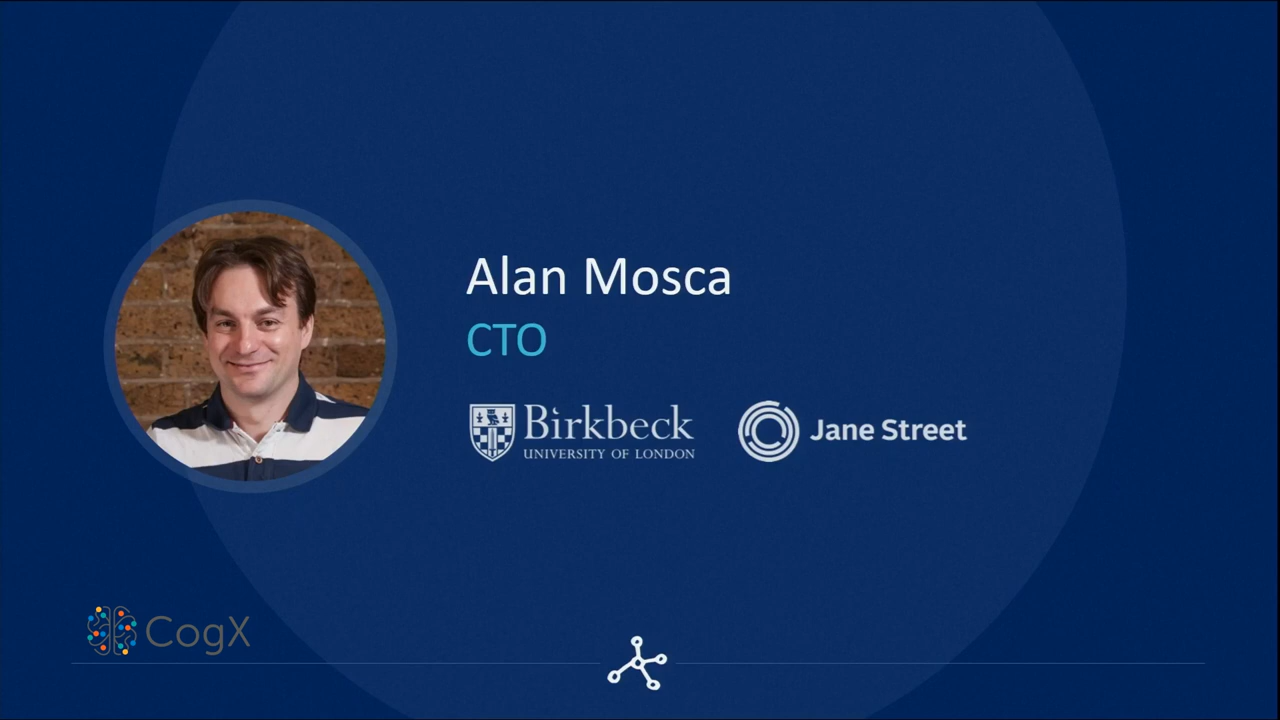 Alan Mosca
CTO
Birkbeck
UNIVERSITY OF LONDON
Jane Street
CogX